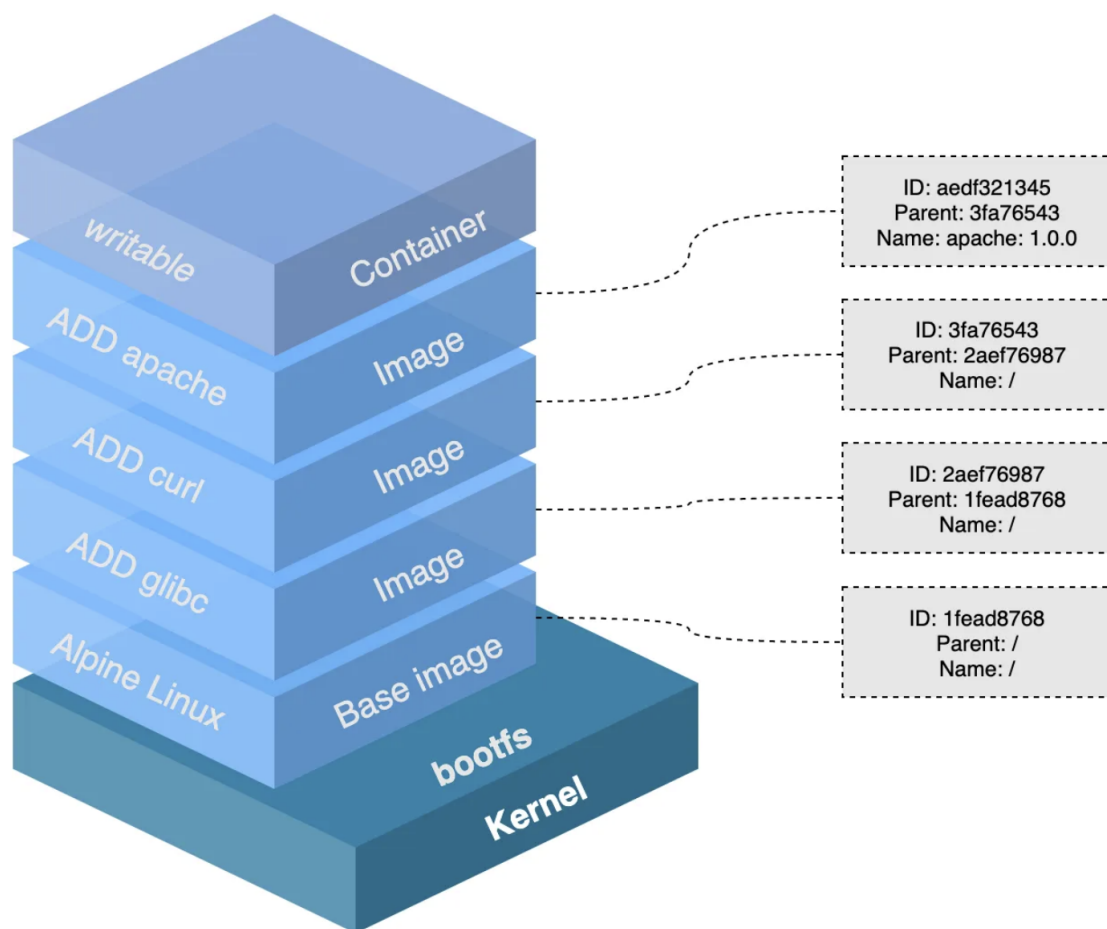 writable
Container
ADD apache
Image
ADD curl
Image
ADD glibc
Image
Alpine Linux
Base image
bootfs
Kernel
ID: aedf321345
Parent: 3fa76543
Name: apache: 1.0.0
ID: 3fa76543
Parent: 2aef76987
Name: /
ID: 2aef76987
Parent: 1fead8768
Name: /
ID: 1fead8768
Parent: /
Name: /